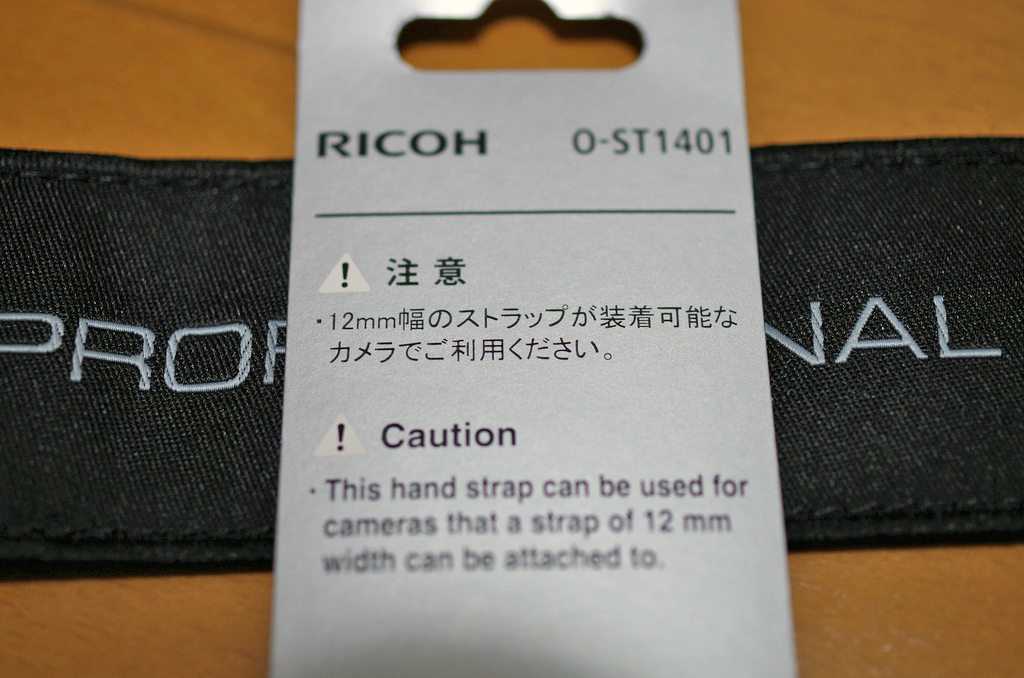 RICOH O-ST1401
! 注意
・12mm幅のストラップが装着可能な
カメラでご利用ください。
! Caution
・This hand strap can be used for
cameras that a strap of 12 mm
width can be attached to.
PROF NAL